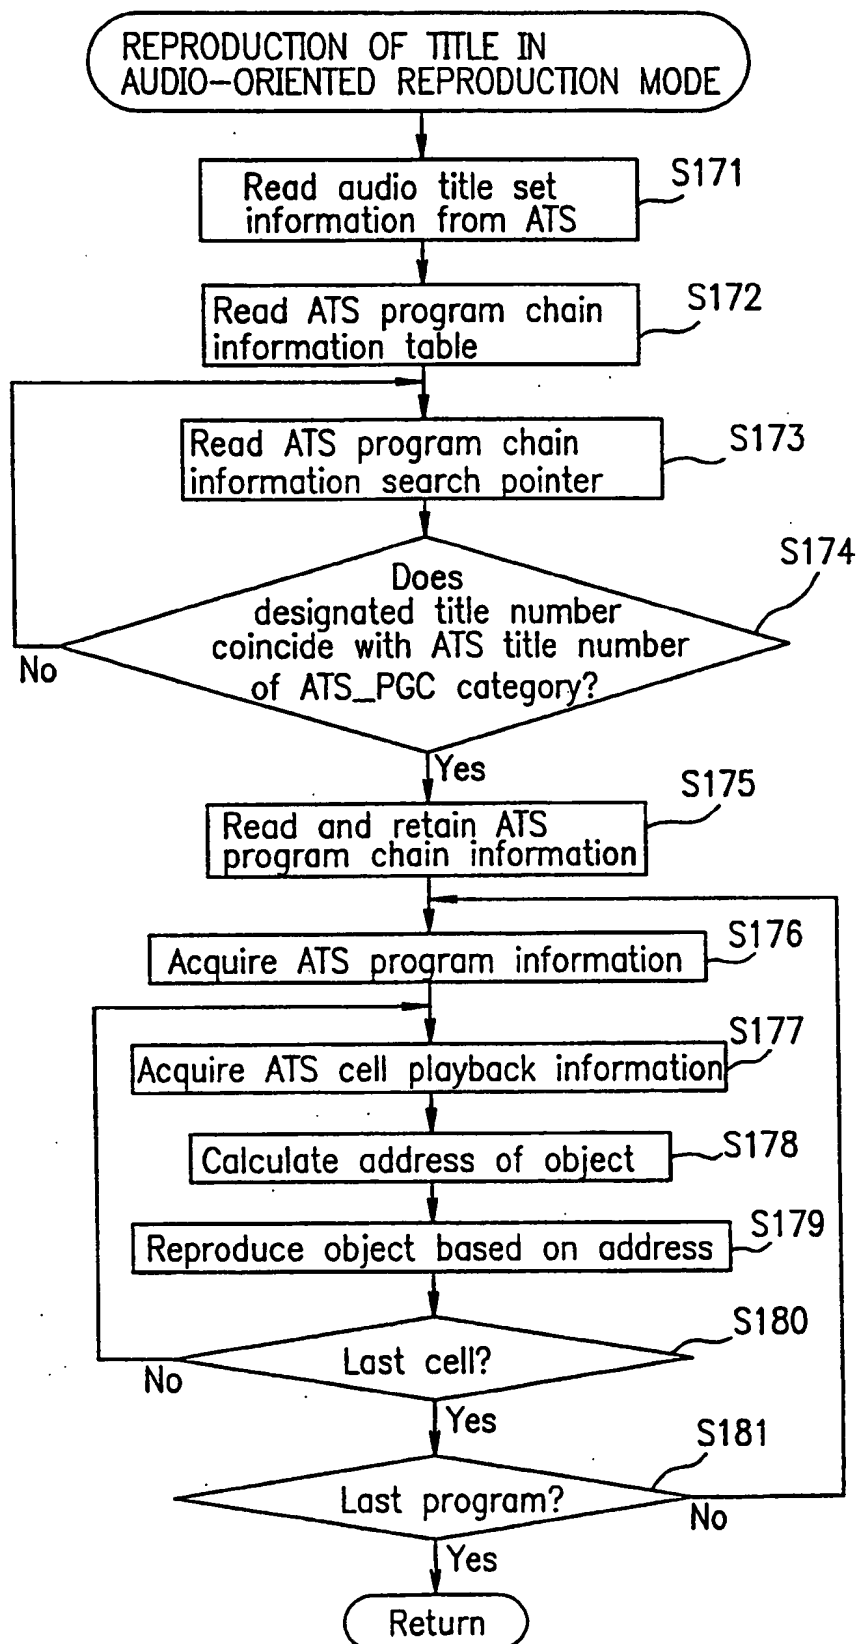 REPRODUCTION OF TITLE IN
AUDIO-ORIENTED REPRODUCTION MODE
S171
Read audio title set
information from ATS
S172
Read ATS program chain
information table
S173
Read ATS program chain
information search pointer
S174
Does
designated title number
coincide with ATS title number
of ATS_PGC category?
No
Yes
S175
Read and retain ATS
program chain information
S176
Acquire ATS program information
S177
Acquire ATS cell playback information
S178
Calculate address of object
S179
Reproduce object based on address
S180
Last cell?
No
Yes
S181
Last program?
No
Yes
Return